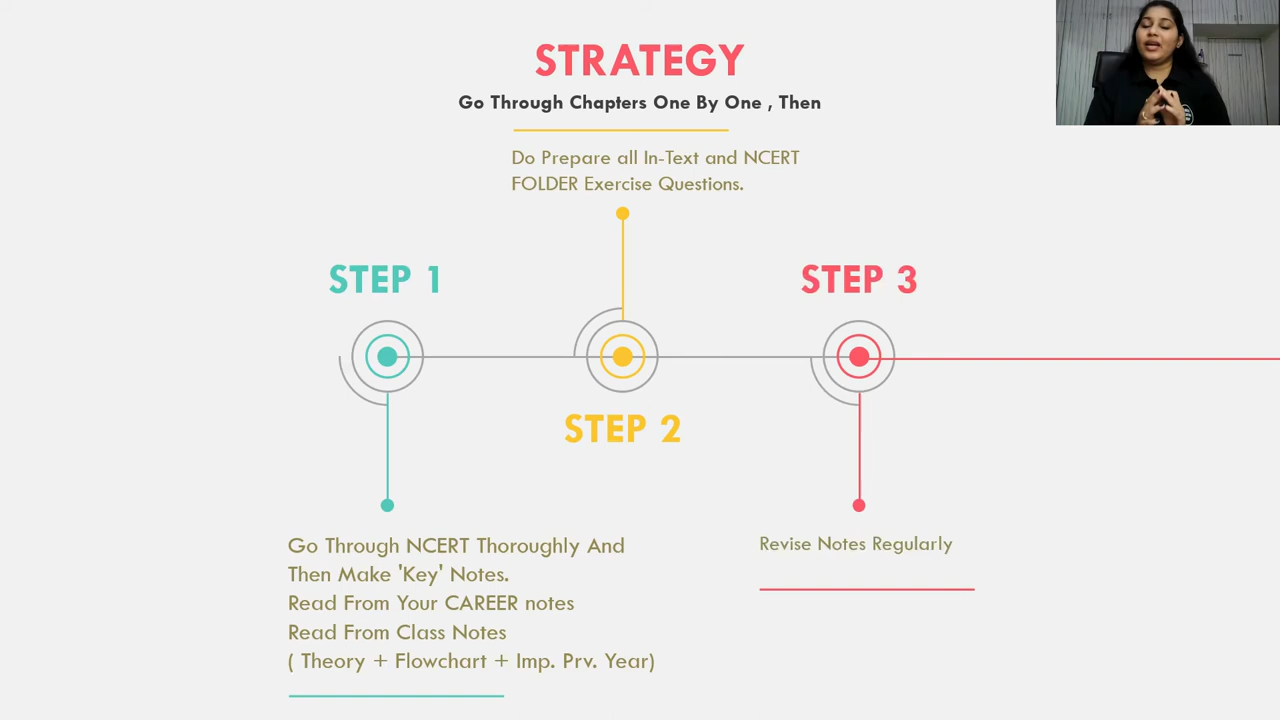 STRATEGY
Go Through Chapters One By One , Then
Do Prepare all In-Text and NCERT
FOLDER Exercise Questions.
STEP 1
STEP 3
STEP 2
Go Through NCERT Thoroughly And
Then Make 'Key' Notes.
Read From Your CAREER notes
Read From Class Notes
( Theory + Flowchart + Imp. Prv. Year)
Revise Notes Regularly